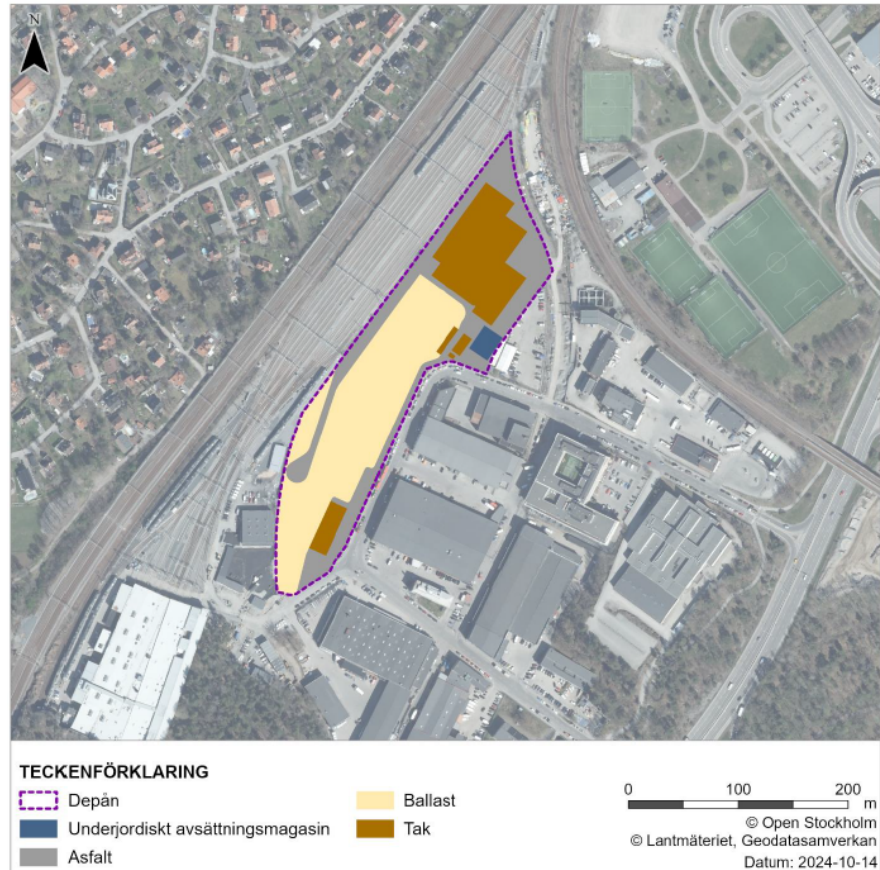 N
TECKENFÖRKLARING
Depån
Underjordiskt avsättningsmagasin
Asfalt
Ballast
Tak
0 100 200
m
© Open Stockholm
© Lantmäteriet, Geodatasamverkan
Datum: 2024-10-14